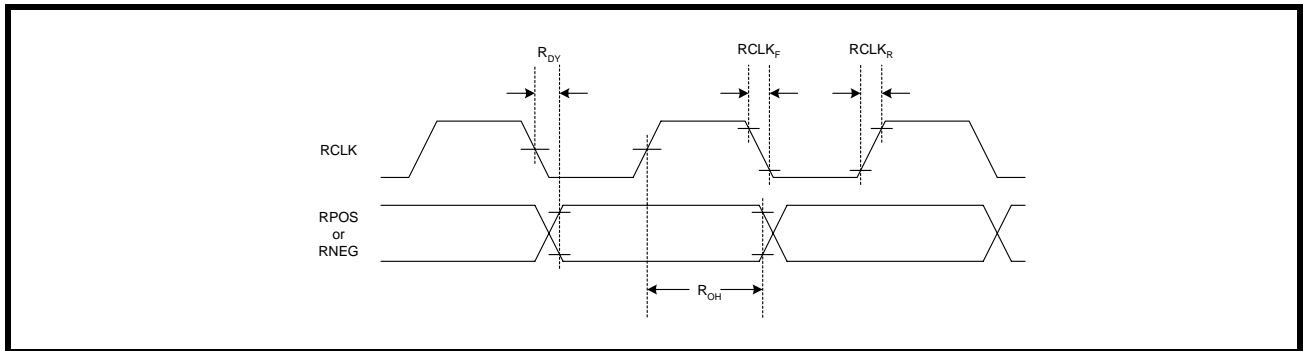 R_DY
RCLK_F
RCLK_R
RCLK
RPOS
or
RNEG
R_OH